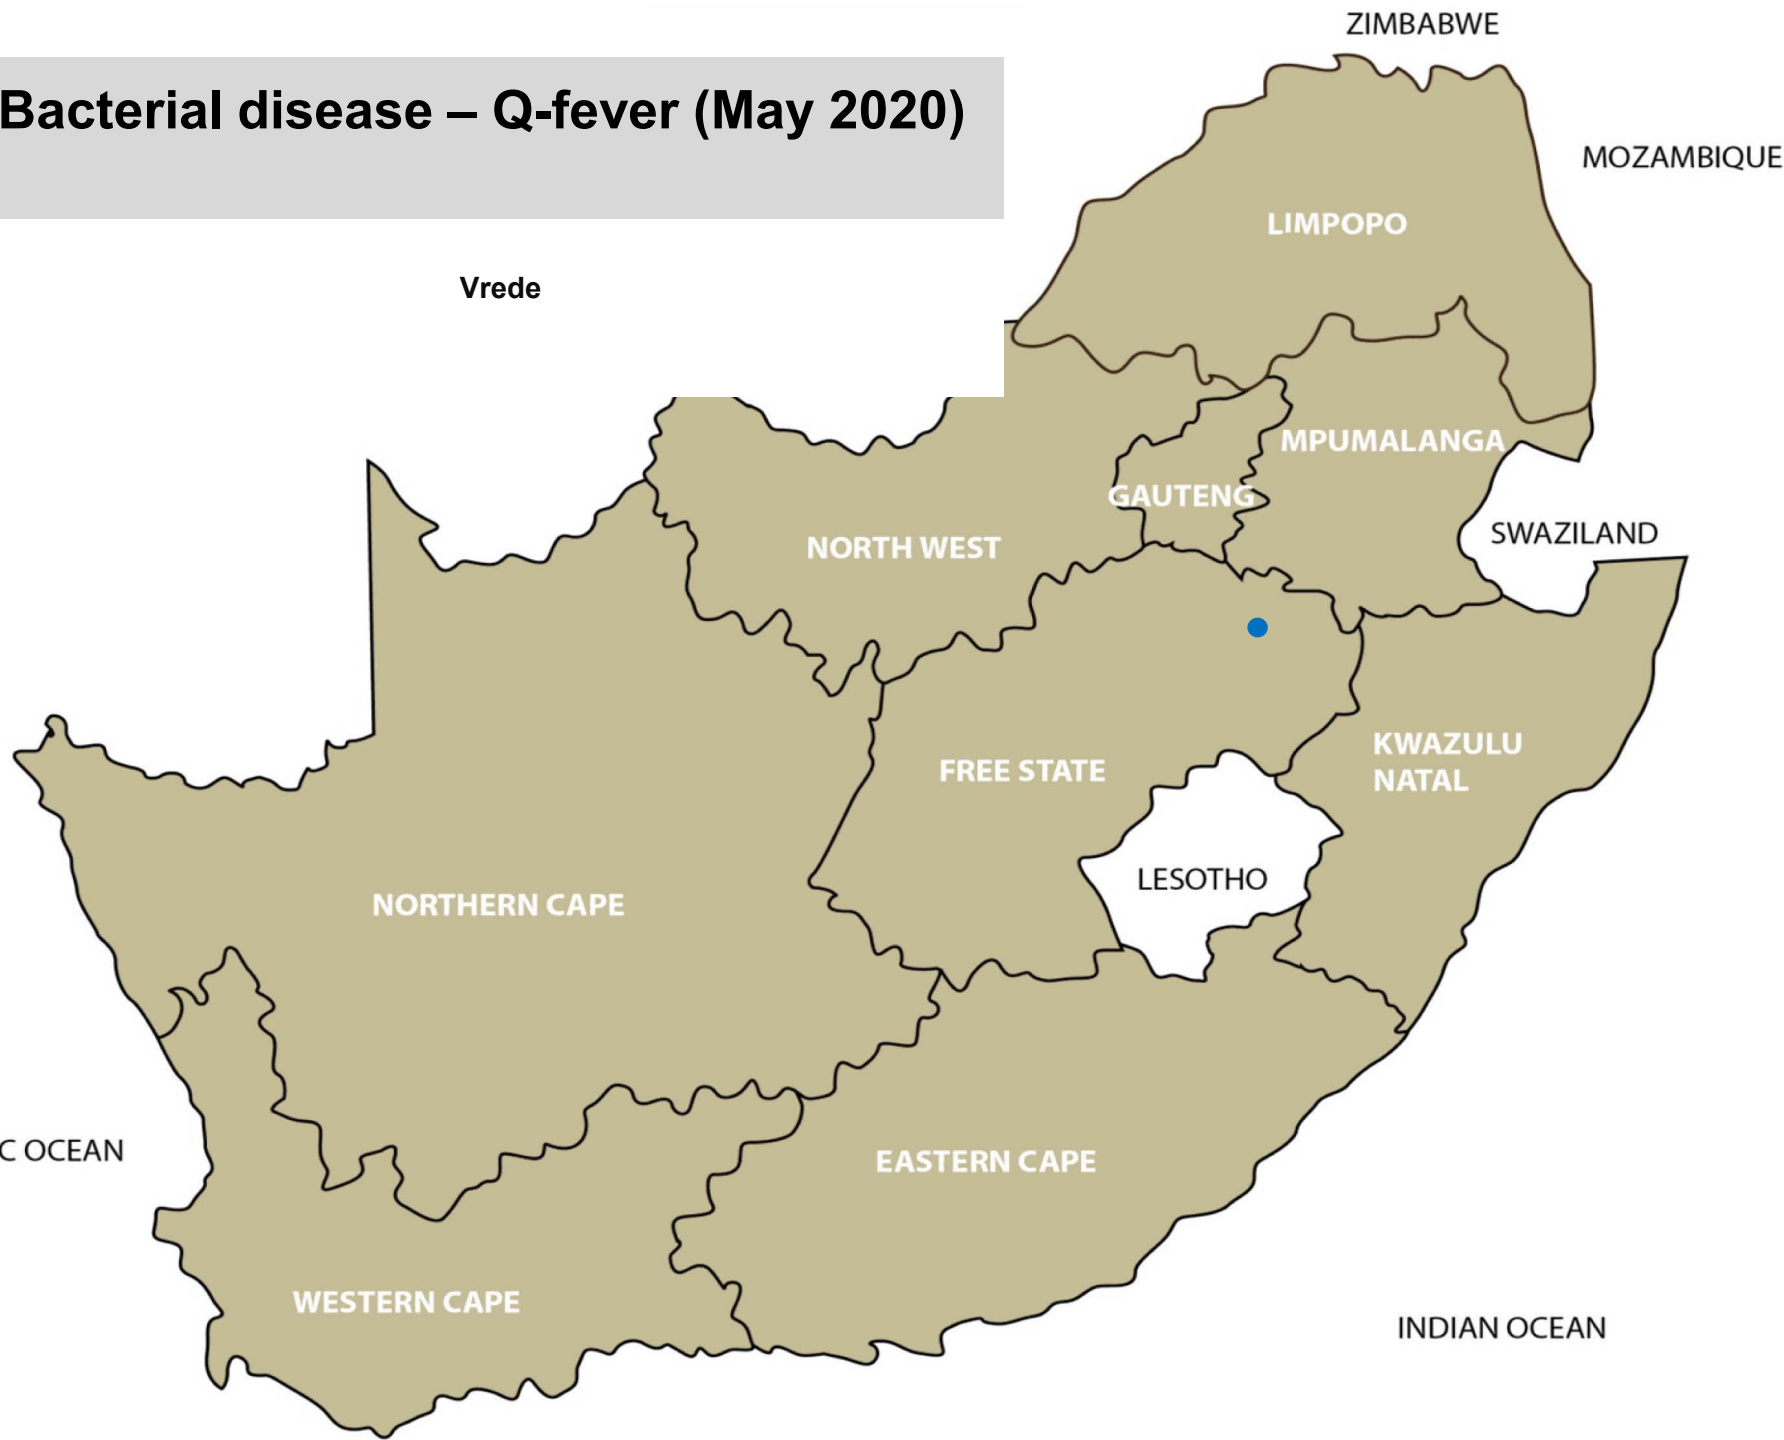 ZIMBABWE
Bacterial disease – Q-fever (May 2020)
MOZAMBIQUE
LIMPOPO
Vrede
MPUMALANGA
GAUTENG
SWAZILAND
NORTH WEST
KWAZULU
NATAL
FREE STATE
LESOTHO
NORTHERN CAPE
C OCEAN
EASTERN CAPE
WESTERN CAPE
INDIAN OCEAN